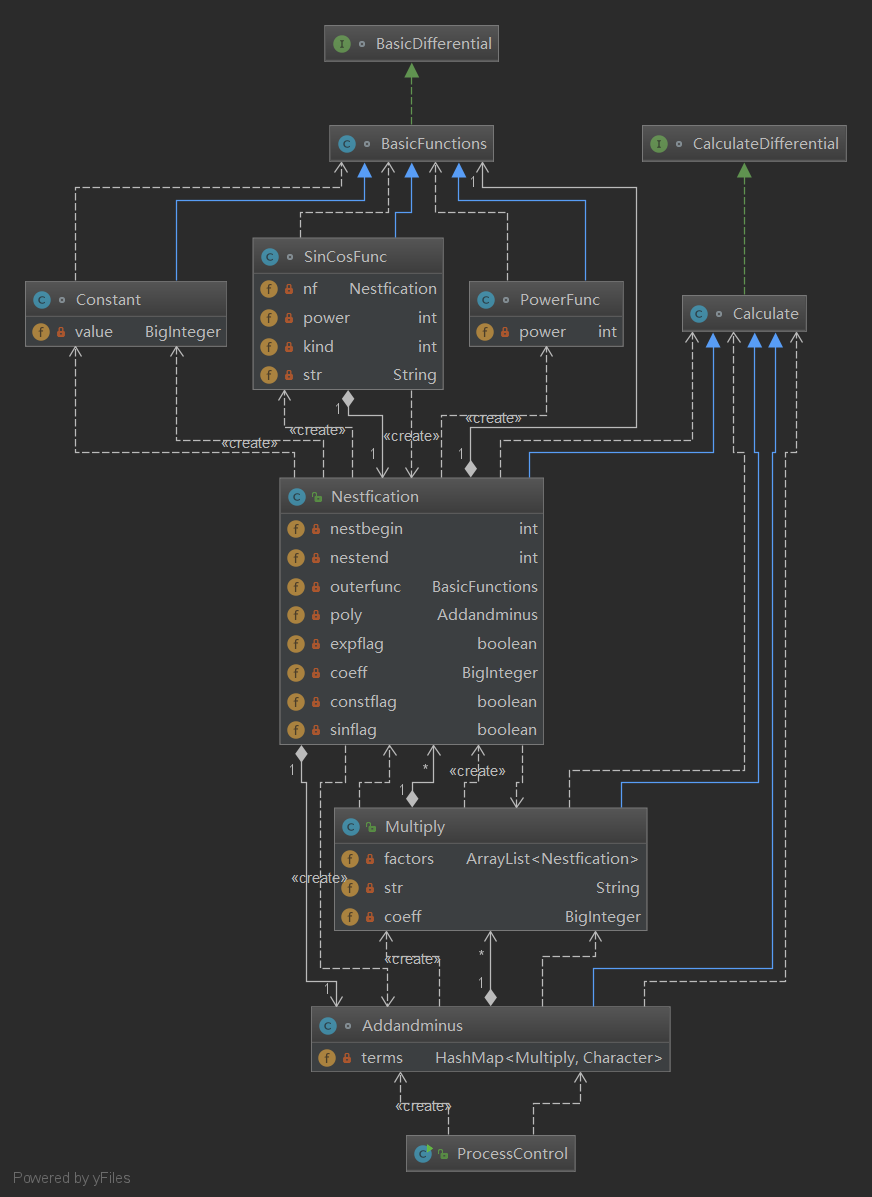 I BasicDifferential
C BasicFunctions
I CalculateDifferential
1
C SinCosFunc
f nf Nestfication
f power int
f kind int
f str String
C Constant
f value BigInteger
C PowerFunc
f power int
C Calculate
1
«create»
«create»
«create»
«create»
1
1
C Nestfication
f nestbegin int
f nestend int
f outerfunc BasicFunctions
f poly Addandminus
f expflag boolean
f coeff BigInteger
f constflag boolean
f sinflag boolean
1
*
«create»
1
C Multiply
f factors ArrayList<Nestfication>
f str String
f coeff BigInteger
«create»
«create»
*
1
1
C Addandminus
f terms HashMap<Multiply, Character>
«create»
C ProcessControl
Powered by yFiles